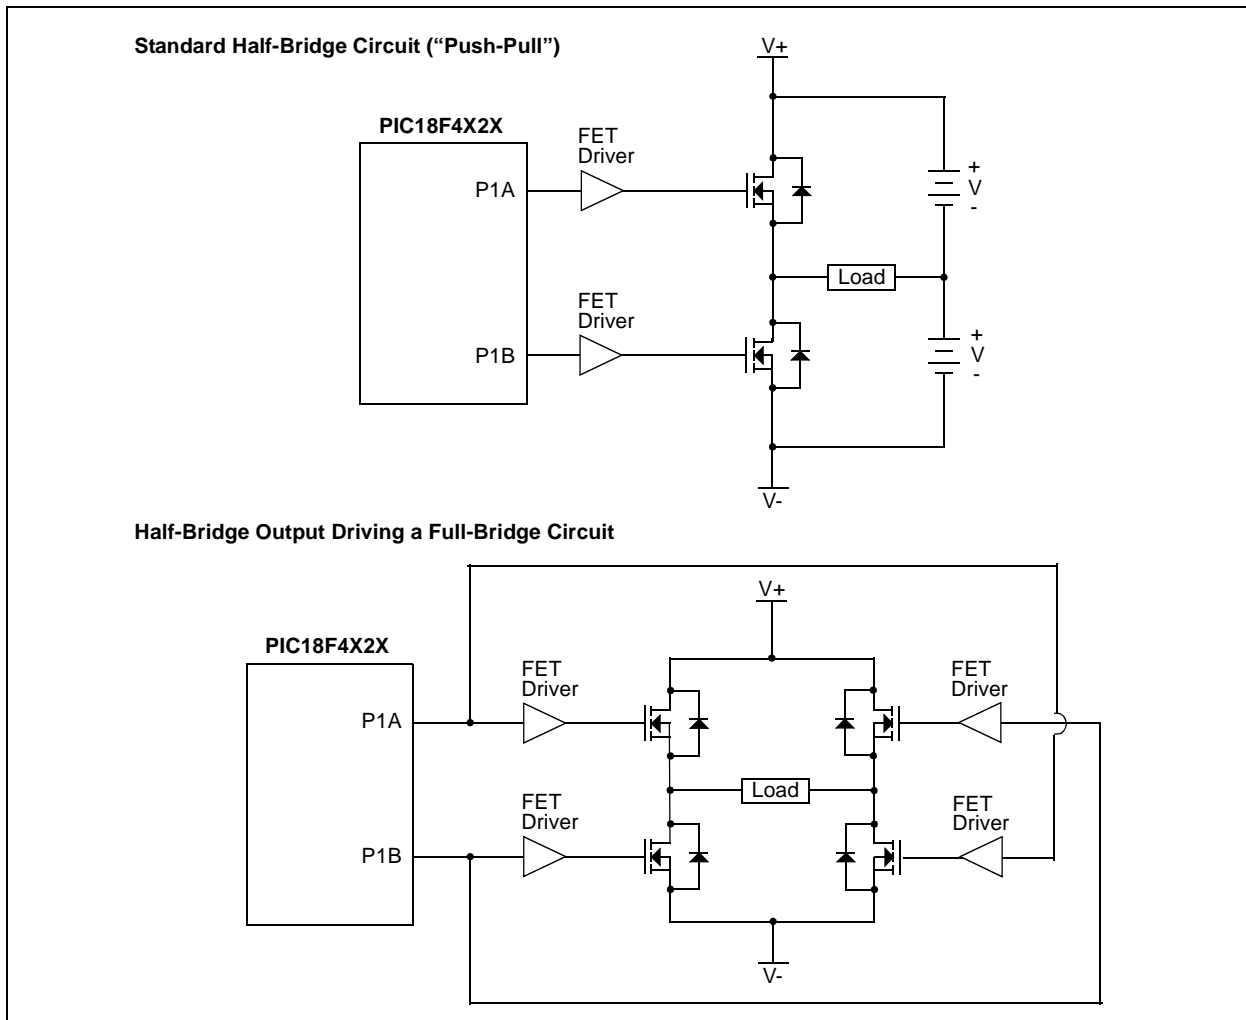 Standard Half-Bridge Circuit (“Push-Pull”)
V+
PIC18F4X2X
FET
Driver
P1A
+
V
-
Load
FET
Driver
P1B
+
V
-
V-
Half-Bridge Output Driving a Full-Bridge Circuit
V+
PIC18F4X2X
FET
Driver
FET
Driver
P1A
Load
FET
Driver
FET
Driver
P1B
V-